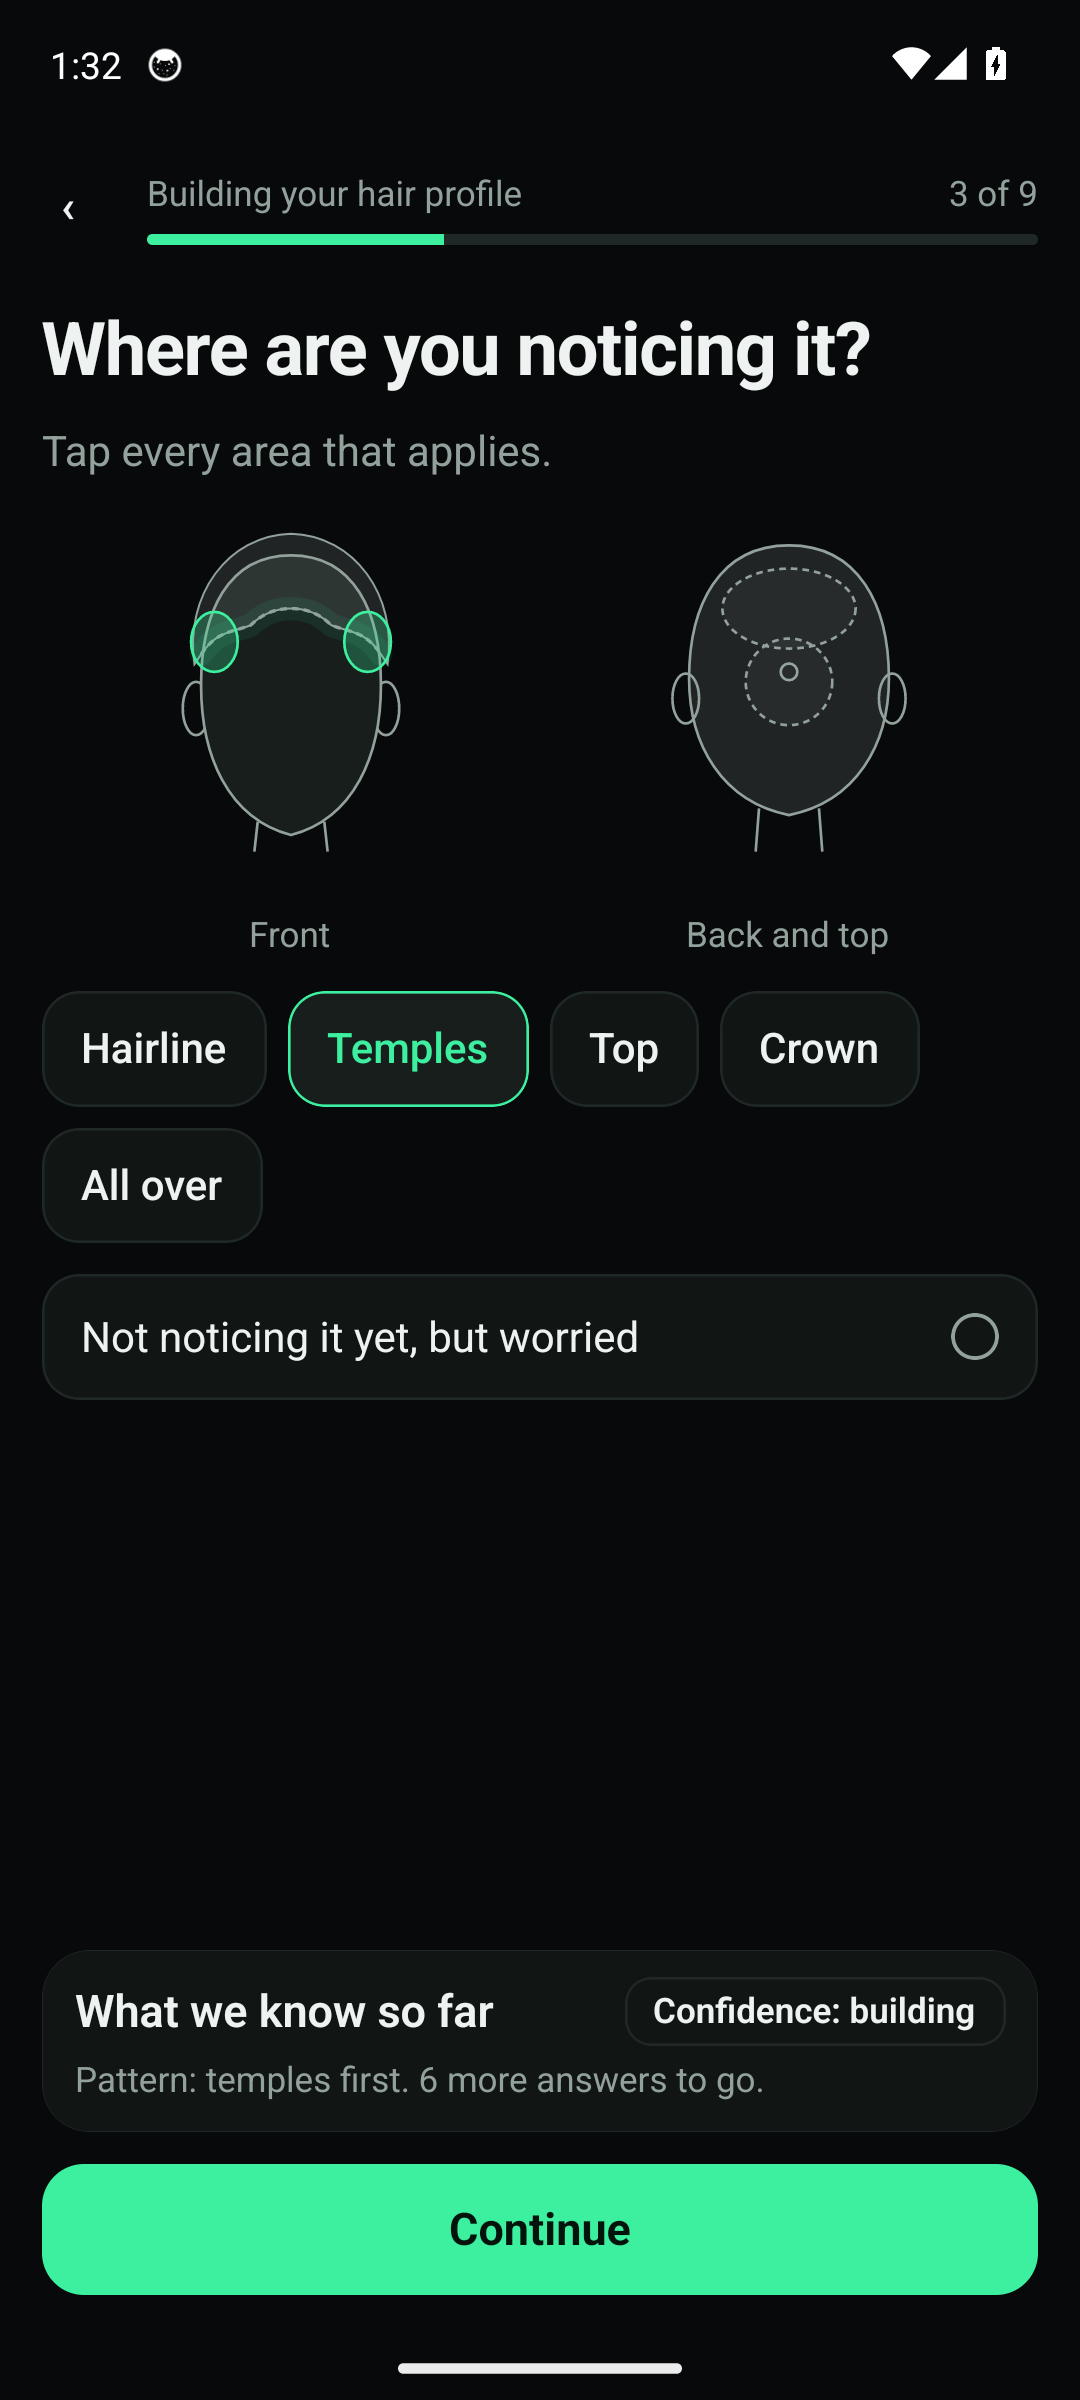 1:32
Building your hair profile
3 of 9
Where are you noticing it?
Tap every area that applies.
Front
Back and top
Hairline
Temples
Top
Crown
All over
Not noticing it yet, but worried
What we know so far
Confidence: building
Pattern: temples first. 6 more answers to go.
Continue